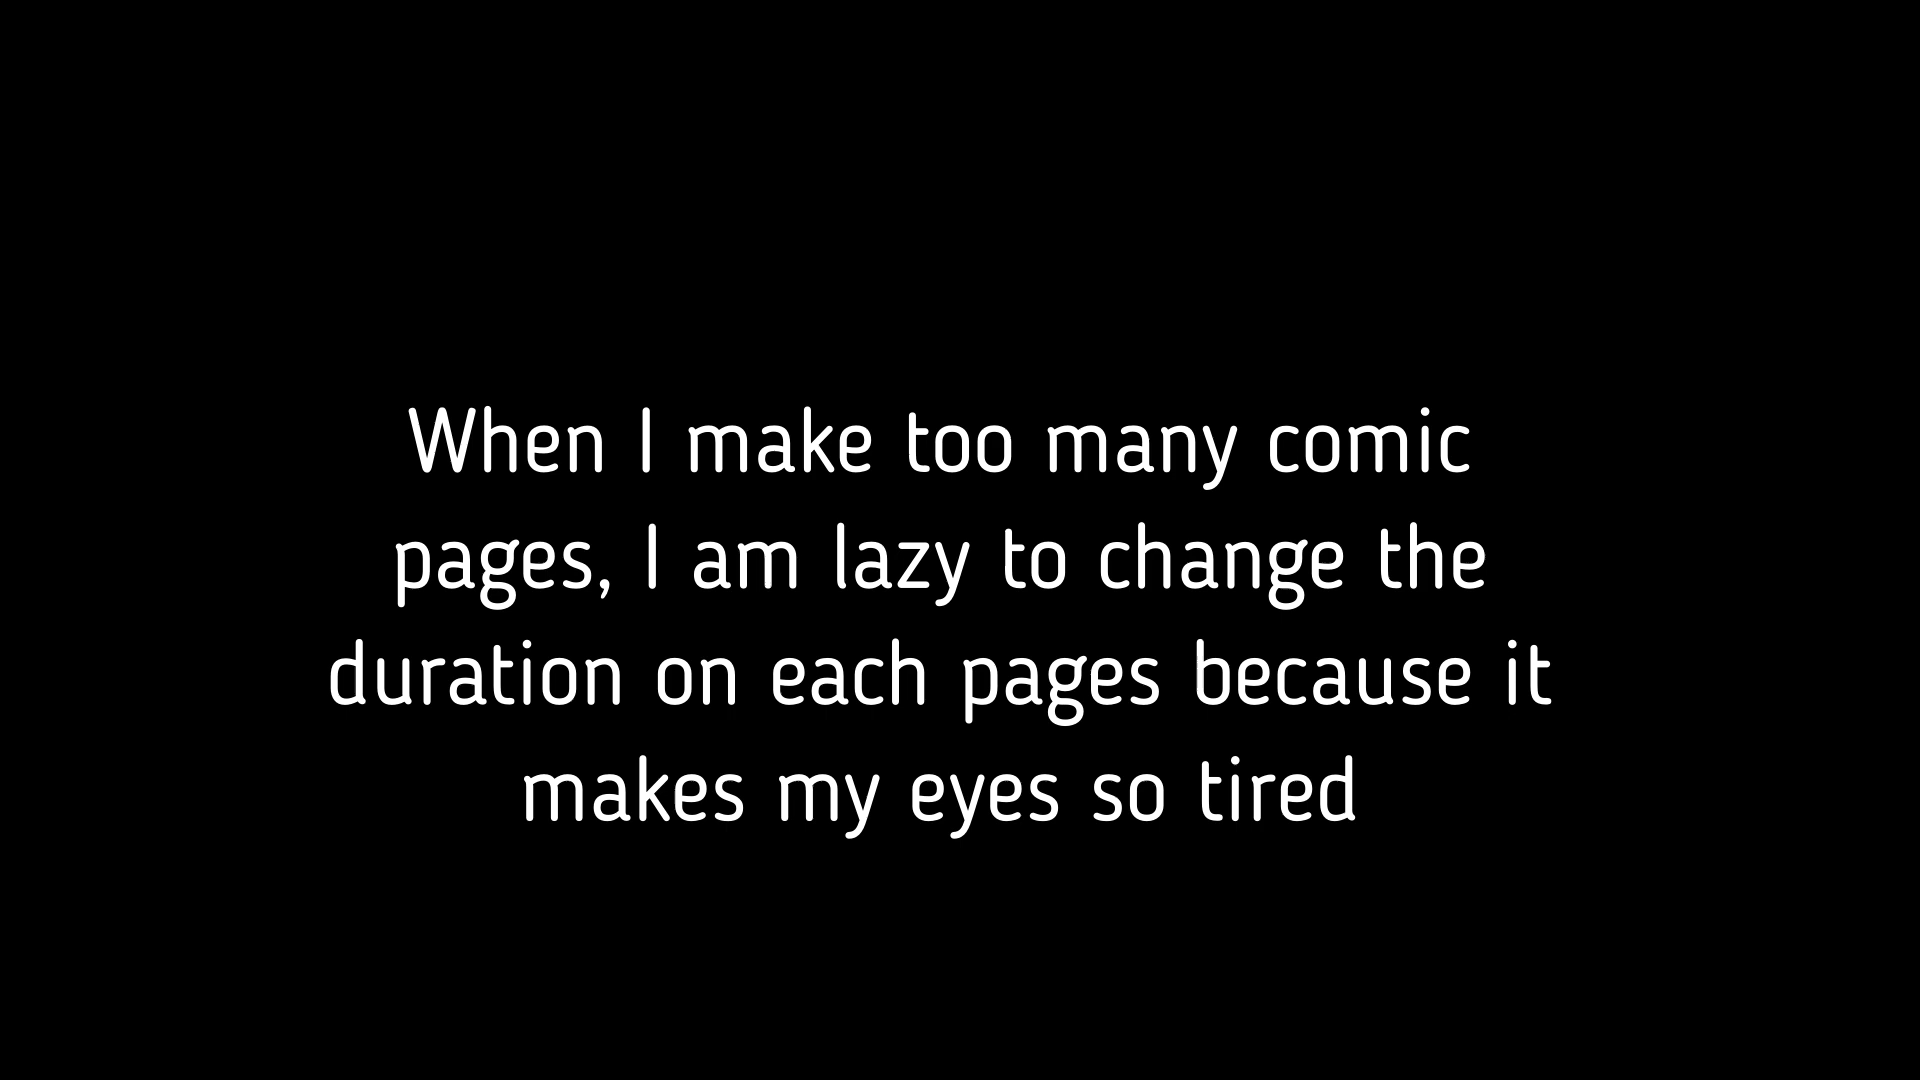 When I make too many comic
pages, I am lazy to change the
duration on each pages because it
makes my eyes so tired